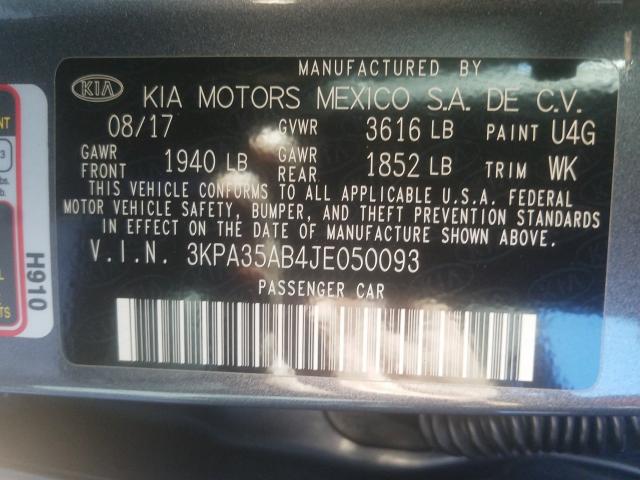 MANUFACTURED BY
KIA KIA MOTORS MEXICO S.A. DE C.V.
08/17 GVWR 3616 LB PAINT U4G
GAWR FRONT 1940 LB GAWR REAR 1852 LB TRIM WK
THIS VEHICLE CONFORMS TO ALL APPLICABLE U.S.A. FEDERAL
MOTOR VEHICLE SAFETY, BUMPER, AND THEFT PREVENTION STANDARDS
IN EFFECT ON THE DATE OF MANUFACTURE SHOWN ABOVE.
V.I.N. 3KPA35AB4JE050093
PASSENGER CAR
H910